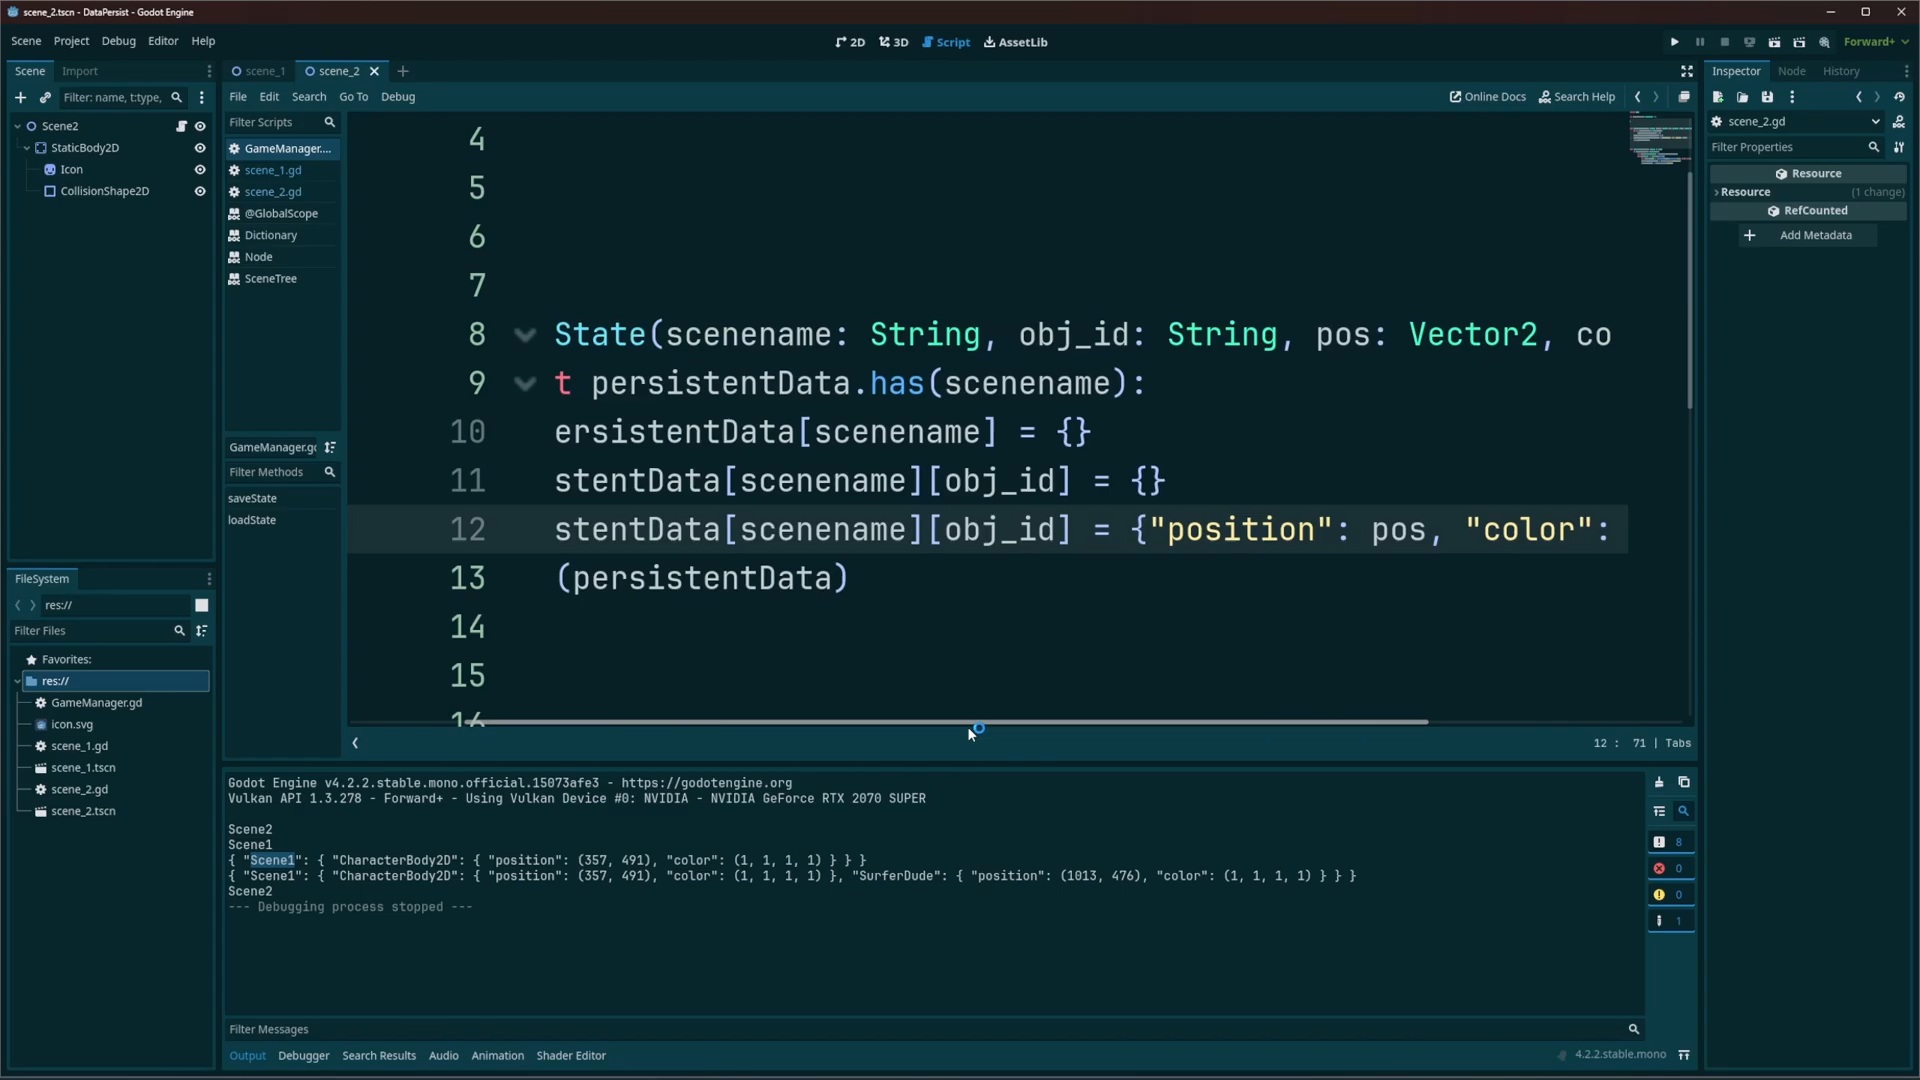 scene_2.tscn - DataPersist - Godot Engine
Scene Project Debug Editor Help
2D 3D Script AssetLib
Forward+
Scene Import
Filter: name, t:type,
Scene2
StaticBody2D
Icon
CollisionShape2D
FileSystem
res://
Filter Files
Favorites:
res://
GameManager.gd
icon.svg
scene_1.gd
scene_1.tscn
scene_2.gd
scene_2.tscn
scene_1 scene_2
File Edit Search Go To Debug
Online Docs Search Help
Filter Scripts
GameManager....
scene_1.gd
scene_2.gd
@GlobalScope
Dictionary
Node
SceneTree
GameManager.gd
Filter Methods
saveState
loadState
4
5
6
7
8 State(scenename: String, obj_id: String, pos: Vector2, co
9 t persistentData.has(scenename):
10 ersistentData[scenename] = {}
11 stentData[scenename][obj_id] = {}
12 stentData[scenename][obj_id] = {"position": pos, "color":
13 (persistentData)
14
15
12 : 71 | Tabs
Godot Engine v4.2.2.stable.mono.official.15073afe3 - https://godotengine.org
Vulkan API 1.3.278 - Forward+ - Using Vulkan Device #0: NVIDIA - NVIDIA GeForce RTX 2070 SUPER
Scene2
Scene1
{ "Scene1": { "CharacterBody2D": { "position": (357, 491), "color": (1, 1, 1, 1) } } }
{ "Scene1": { "CharacterBody2D": { "position": (357, 491), "color": (1, 1, 1, 1) }, "SurferDude": { "position": (1013, 476), "color": (1, 1, 1, 1) } } }
Scene2
--- Debugging process stopped ---
8
0
0
1
Filter Messages
Output Debugger Search Results Audio Animation Shader Editor
4.2.2.stable.mono
Inspector Node History
scene_2.gd
Filter Properties
Resource
Resource (1 change)
RefCounted
Add Metadata